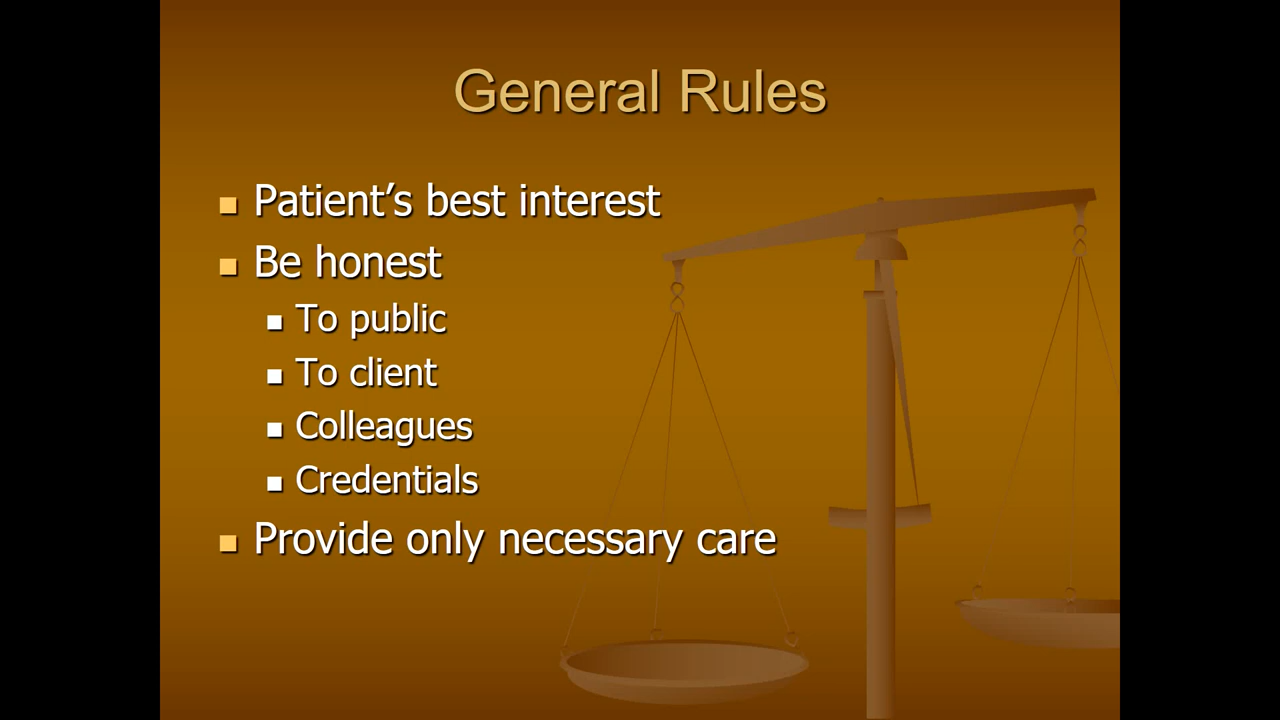 General Rules
Patient’s best interest
Be honest
To public
To client
Colleagues
Credentials
Provide only necessary care